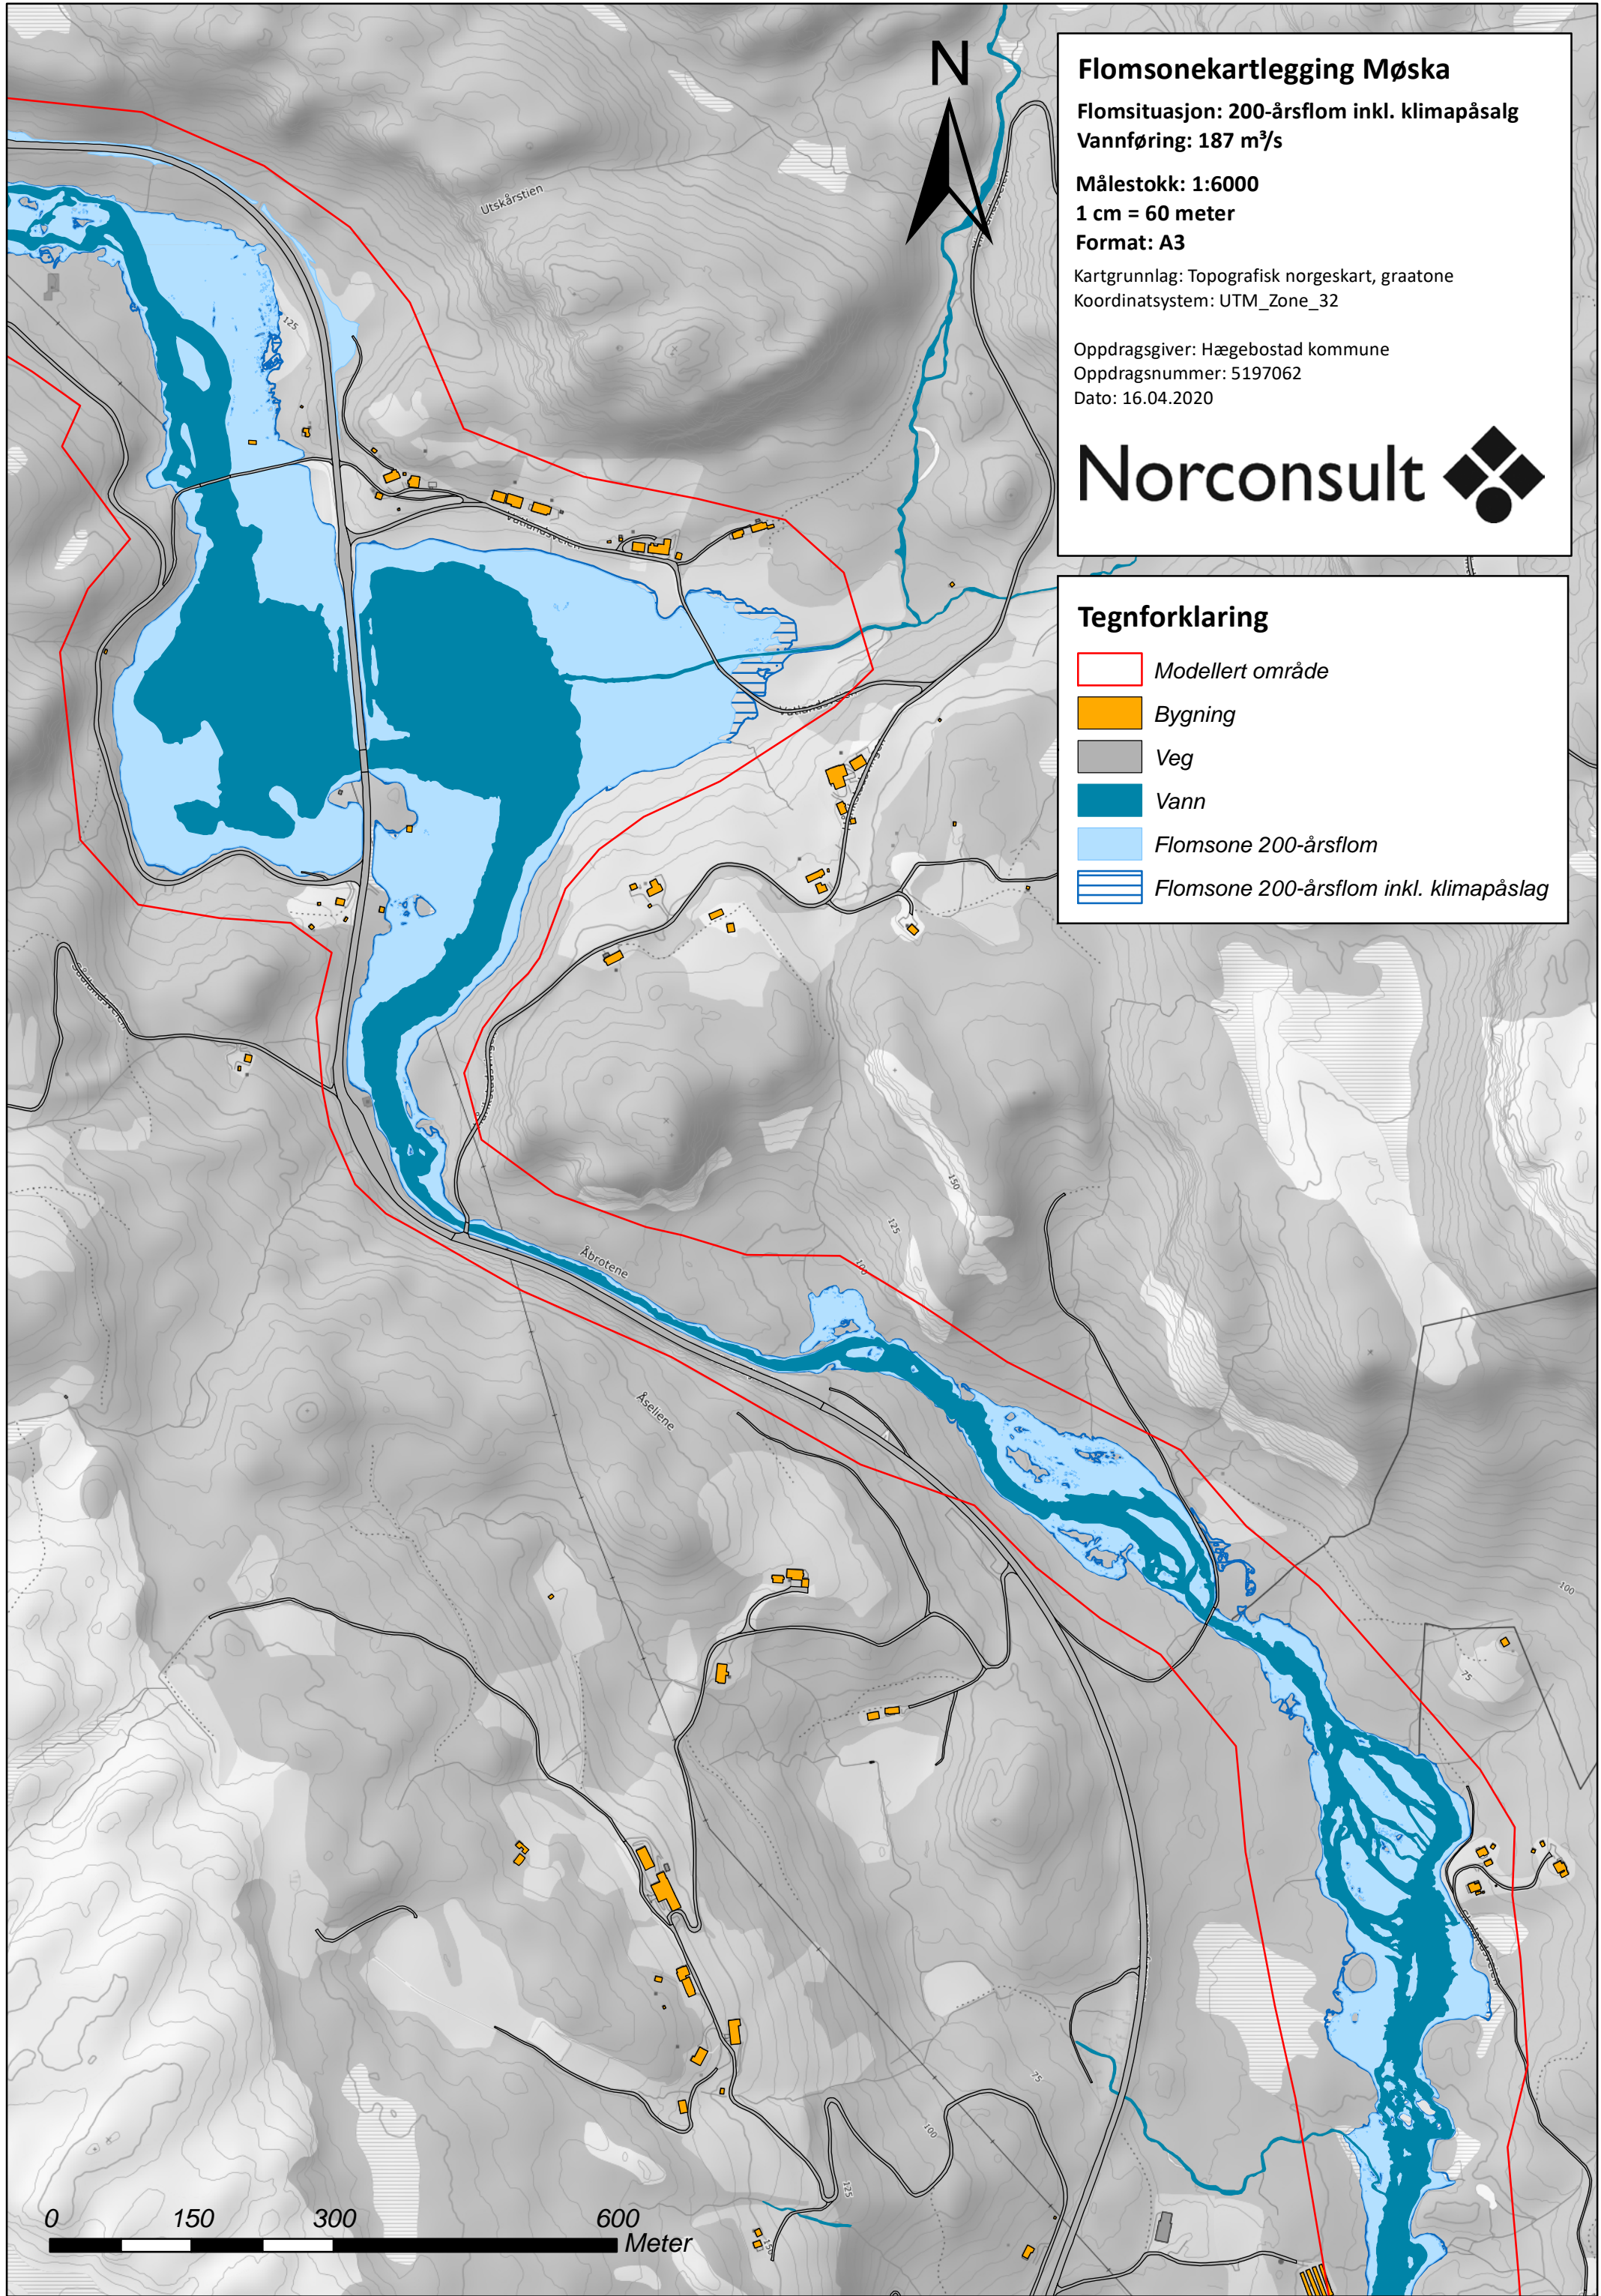 N
Flomsonekartlegging Møska
Flomsituasjon: 200-årsflom inkl. klimapåsalg
Vannføring: 187 m³/s
Målestokk: 1:6000
1 cm = 60 meter
Format: A3
Kartgrunnlag: Topografisk norgeskart, graatone
Koordinatsystem: UTM_Zone_32
Oppdragsgiver: Hægebostad kommune
Oppdragsnummer: 5197062
Dato: 16.04.2020
Norconsult
Tegnforklaring
Modellert område
Bygning
Veg
Vann
Flomsone 200-årsflom
Flomsone 200-årsflom inkl. klimapåslag
Utskårstien
125
150
125
100
Åbrotene
Åseliene
100
75
75
100
125
150
0 150 300 600
Meter